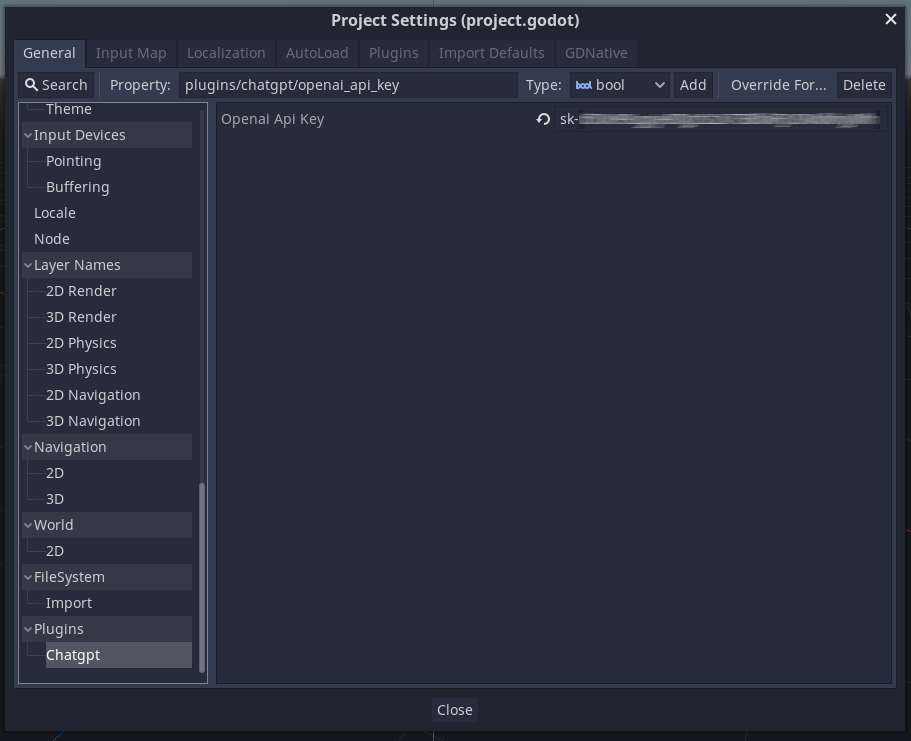 Project Settings (project.godot)
General Input Map Localization AutoLoad Plugins Import Defaults GDNative
Search Property: plugins/chatgpt/openai_api_key Type: bool bool Add Override For... Delete
Theme
Openai Api Key sk-
Input Devices
Pointing
Buffering
Locale
Node
Layer Names
2D Render
3D Render
2D Physics
3D Physics
2D Navigation
3D Navigation
Navigation
2D
3D
World
2D
FileSystem
Import
Plugins
Chatgpt
Close